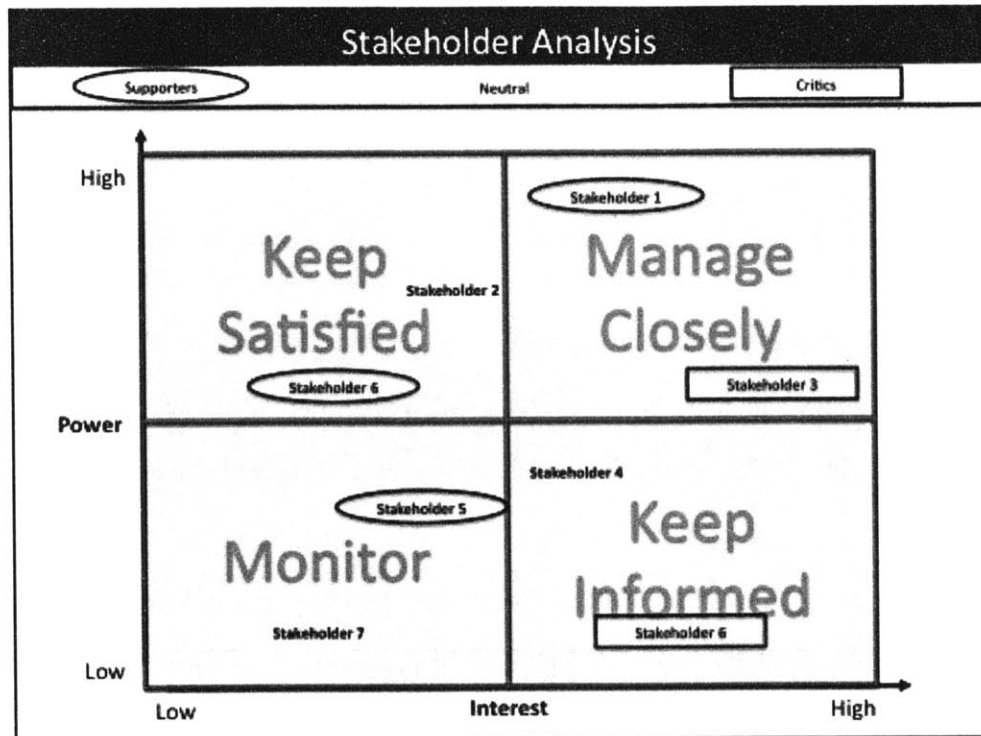 Stakeholder Analysis
Supporters Neutral Critics
High
Stakeholder 1
Keep
Satisfied
Manage
Closely
Stakeholder 2
Stakeholder 6
Stakeholder 3
Power
Stakeholder 4
Stakeholder 5
Monitor
Keep
Informed
Stakeholder 7
Stakeholder 6
Low
Low Interest High